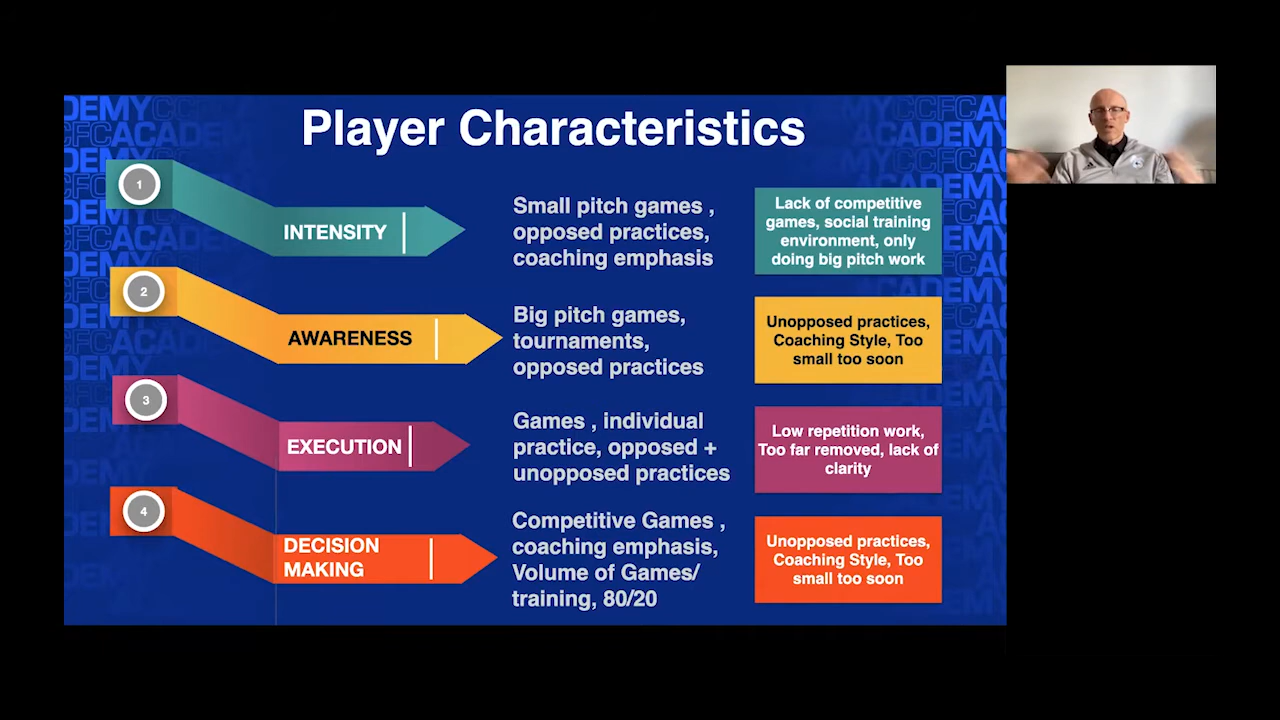 Player Characteristics
1
INTENSITY
Small pitch games ,
opposed practices,
coaching emphasis
Lack of competitive
games, social training
environment, only
doing big pitch work
2
AWARENESS
Big pitch games,
tournaments,
opposed practices
Unopposed practices,
Coaching Style, Too
small too soon
3
EXECUTION
Games , individual
practice, opposed +
unopposed practices
Low repetition work,
Too far removed, lack of
clarity
4
DECISION
MAKING
Competitive Games ,
coaching emphasis,
Volume of Games/
training, 80/20
Unopposed practices,
Coaching Style, Too
small too soon